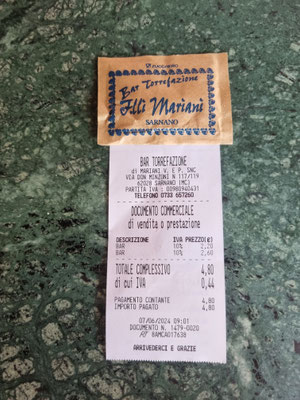 Bar Torrefazione
F.lli Mariani
SARNANO
BAR TORREFAZIONE
di MARIANI V. E P. SNC
VIA DON MINZONI N 117/119
62028 SARNANO (MC)
PARTITA IVA : 00980940431
TELEFONO 0733 657260
DOCUMENTO COMMERCIALE
di vendita o prestazione
DESCRIZIONE IVA PREZZO(€)
BAR 10% 2,20
BAR 10% 2,60
TOTALE COMPLESSIVO 4,80
di cui IVA 0,44
PAGAMENTO CONTANTE 4,80
IMPORTO PAGATO 4,80
07/06/2024 09:01
DOCUMENTO N. 1479-0020
RT 8AMCA017638
ARRIVEDERCI E GRAZIE